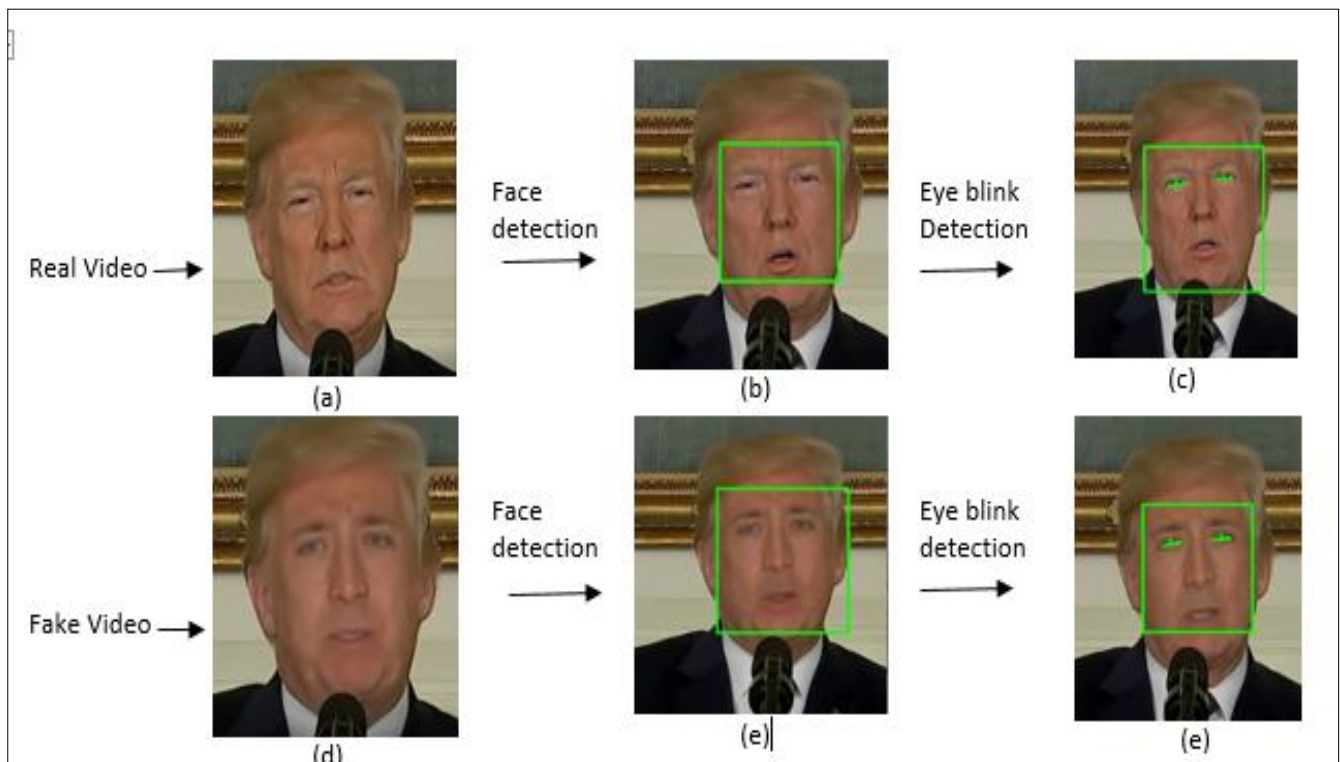 Real Video
Face
detection
Eye blink
Detection
(a)
(b)
(c)
Fake Video
Face
detection
Eye blink
detection
(d)
(e)
(e)